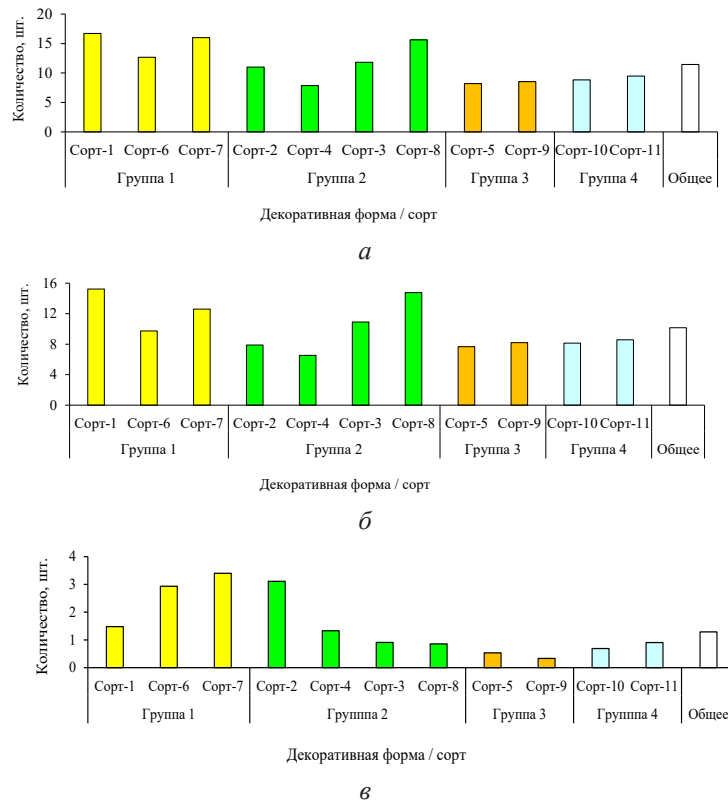 Количество, шт.
20
15
10
5
0
Сорт-1 Сорт-6 Сорт-7 Сорт-2 Сорт-4 Сорт-3 Сорт-8 Сорт-5 Сорт-9 Сорт-10 Сорт-11
Группа 1 Группа 2 Группа 3 Группа 4 Общее
Декоративная форма / сорт
а
Количество, шт.
16
12
8
4
0
Сорт-1 Сорт-6 Сорт-7 Сорт-2 Сорт-4 Сорт-3 Сорт-8 Сорт-5 Сорт-9 Сорт-10 Сорт-11
Группа 1 Группа 2 Группа 3 Группа 4 Общее
Декоративная форма / сорт
б
Количество, шт.
4
3
2
1
0
Сорт-1 Сорт-6 Сорт-7 Сорт-2 Сорт-4 Сорт-3 Сорт-8 Сорт-5 Сорт-9 Сорт-10 Сорт-11
Группа 1 Групппа 2 Группа 3 Групппа 4 Общее
Декоративная форма / сорт
в